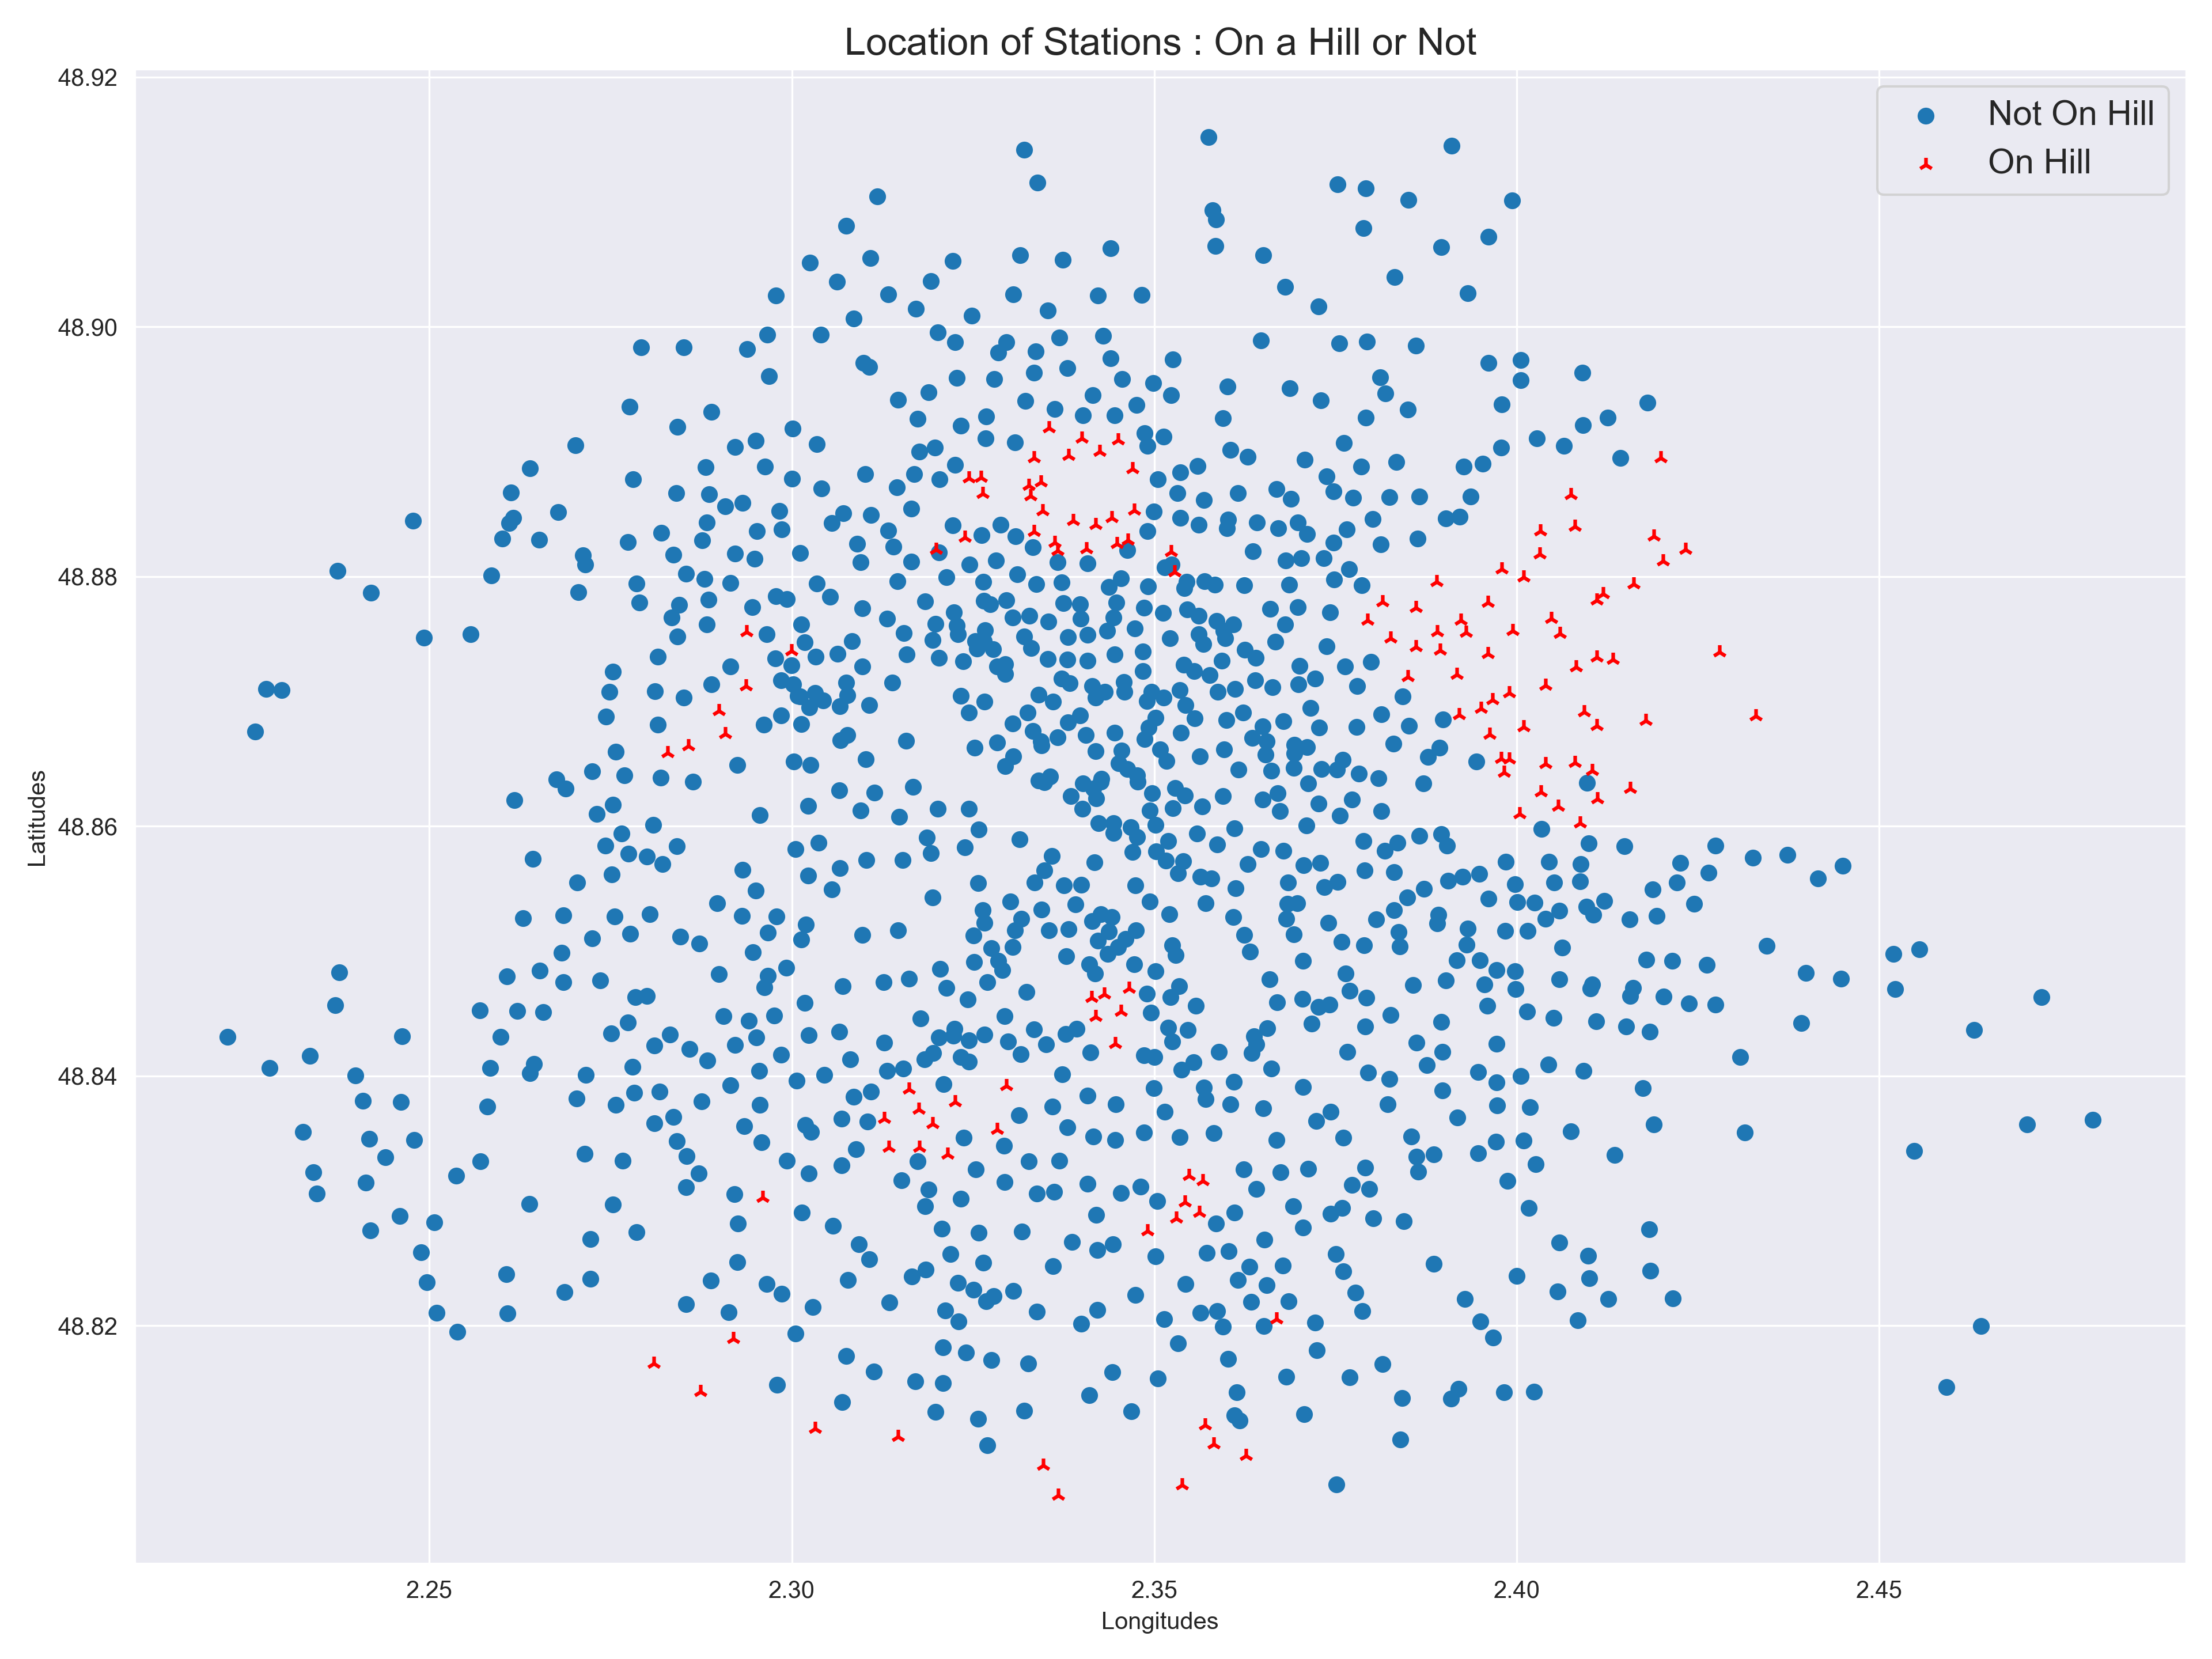 Location of Stations : On a Hill or Not
48.92
48.90
48.88
48.86
48.84
48.82
Latitudes
Not On Hill
On Hill
2.25
2.30
2.35
2.40
2.45
Longitudes